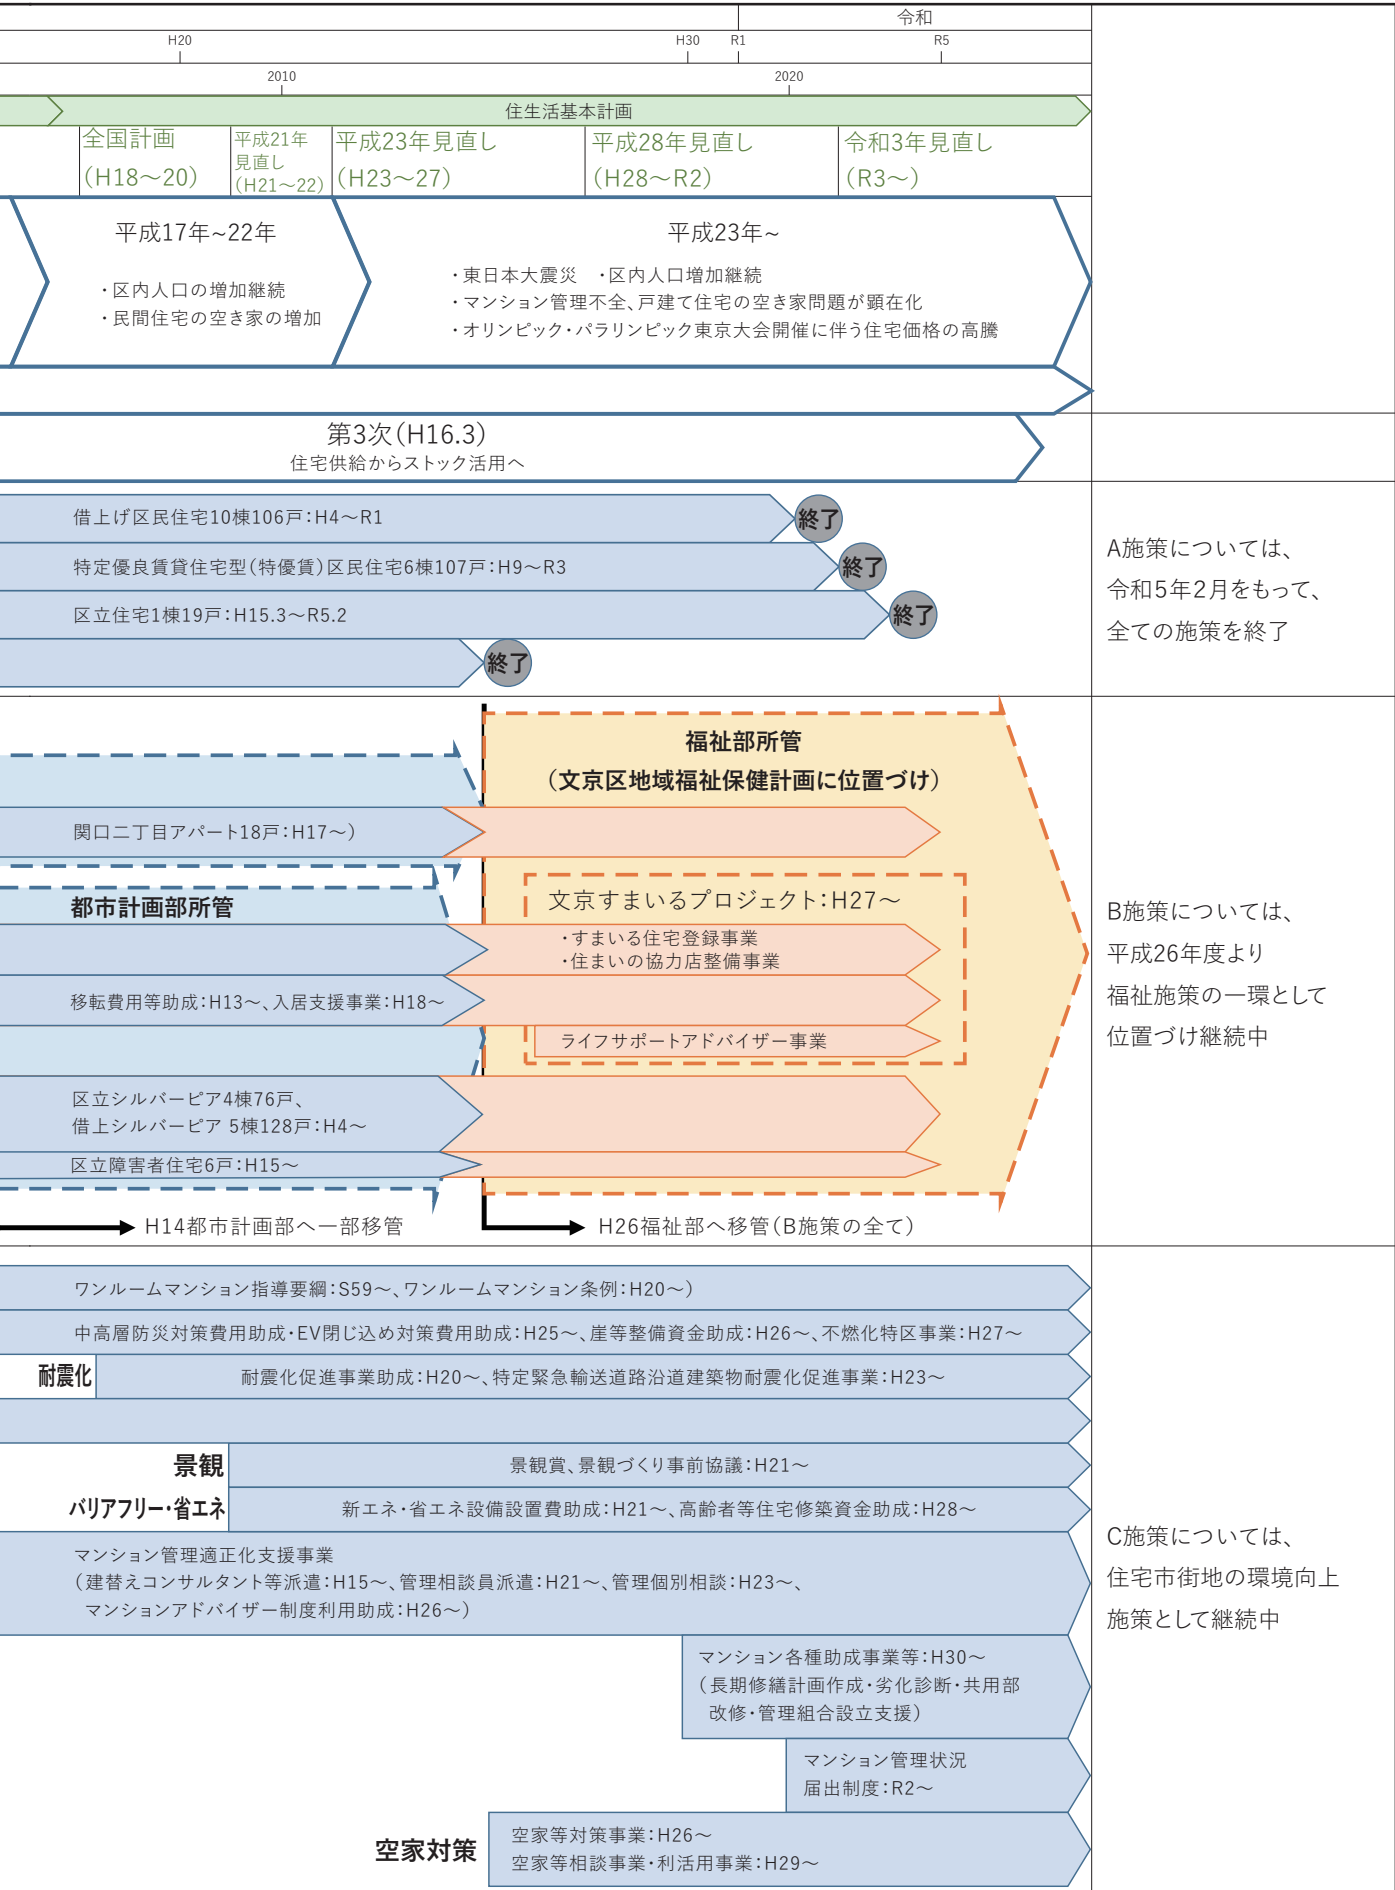 令和
H20
H30
R1
R5
2010
2020
住生活基本計画
全国計画
（H18～20）
平成21年
見直し
（H21～22）
平成23年見直し
（H23～27）
平成28年見直し
（H28～R2）
令和3年見直し
（R3～）
平成17年~22年
・区内人口の増加継続
・民間住宅の空き家の増加
平成23年~
・東日本大震災　・区内人口増加継続
・マンション管理不全、戸建て住宅の空き家問題が顕在化
・オリンピック・パラリンピック東京大会開催に伴う住宅価格の高騰
第3次（H16.3）
住宅供給からストック活用へ
借上げ区民住宅10棟106戸：H4～R1
終了
特定優良賃貸住宅型（特優賃）区民住宅6棟107戸：H9～R3
終了
区立住宅1棟19戸：H15.3～R5.2
終了
終了
A施策については、
令和5年2月をもって、
全ての施策を終了
福祉部所管
（文京区地域福祉保健計画に位置づけ）
関口二丁目アパート18戸：H17～）
都市計画部所管
文京すまいるプロジェクト：H27～
・すまいる住宅登録事業
・住まいの協力店整備事業
移転費用等助成：H13～、入居支援事業：H18～
ライフサポートアドバイザー事業
区立シルバーピア4棟76戸、
借上シルバーピア 5棟128戸：H4～
区立障害者住宅6戸：H15～
H14都市計画部へ一部移管
H26福祉部へ移管（B施策の全て）
B施策については、
平成26年度より
福祉施策の一環として
位置づけ継続中
ワンルームマンション指導要綱：S59～、ワンルームマンション条例：H20～）
中高層防災対策費用助成・EV閉じ込め対策費用助成：H25～、崖等整備資金助成：H26～、不燃化特区事業：H27～
耐震化
耐震化促進事業助成：H20～、特定緊急輸送道路沿道建築物耐震化促進事業：H23～
景観
景観賞、景観づくり事前協議：H21～
バリアフリー・省エネ
新エネ・省エネ設備設置費助成：H21～、高齢者等住宅修築資金助成：H28～
マンション管理適正化支援事業
（建替えコンサルタント等派遣：H15～、管理相談員派遣：H21～、管理個別相談：H23～、
マンションアドバイザー制度利用助成：H26～）
マンション各種助成事業等：H30～
（長期修繕計画作成・劣化診断・共用部
改修・管理組合設立支援）
マンション管理状況
届出制度：R2～
空家対策
空家等対策事業：H26～
空家等相談事業・利活用事業：H29～
C施策については、
住宅市街地の環境向上
施策として継続中